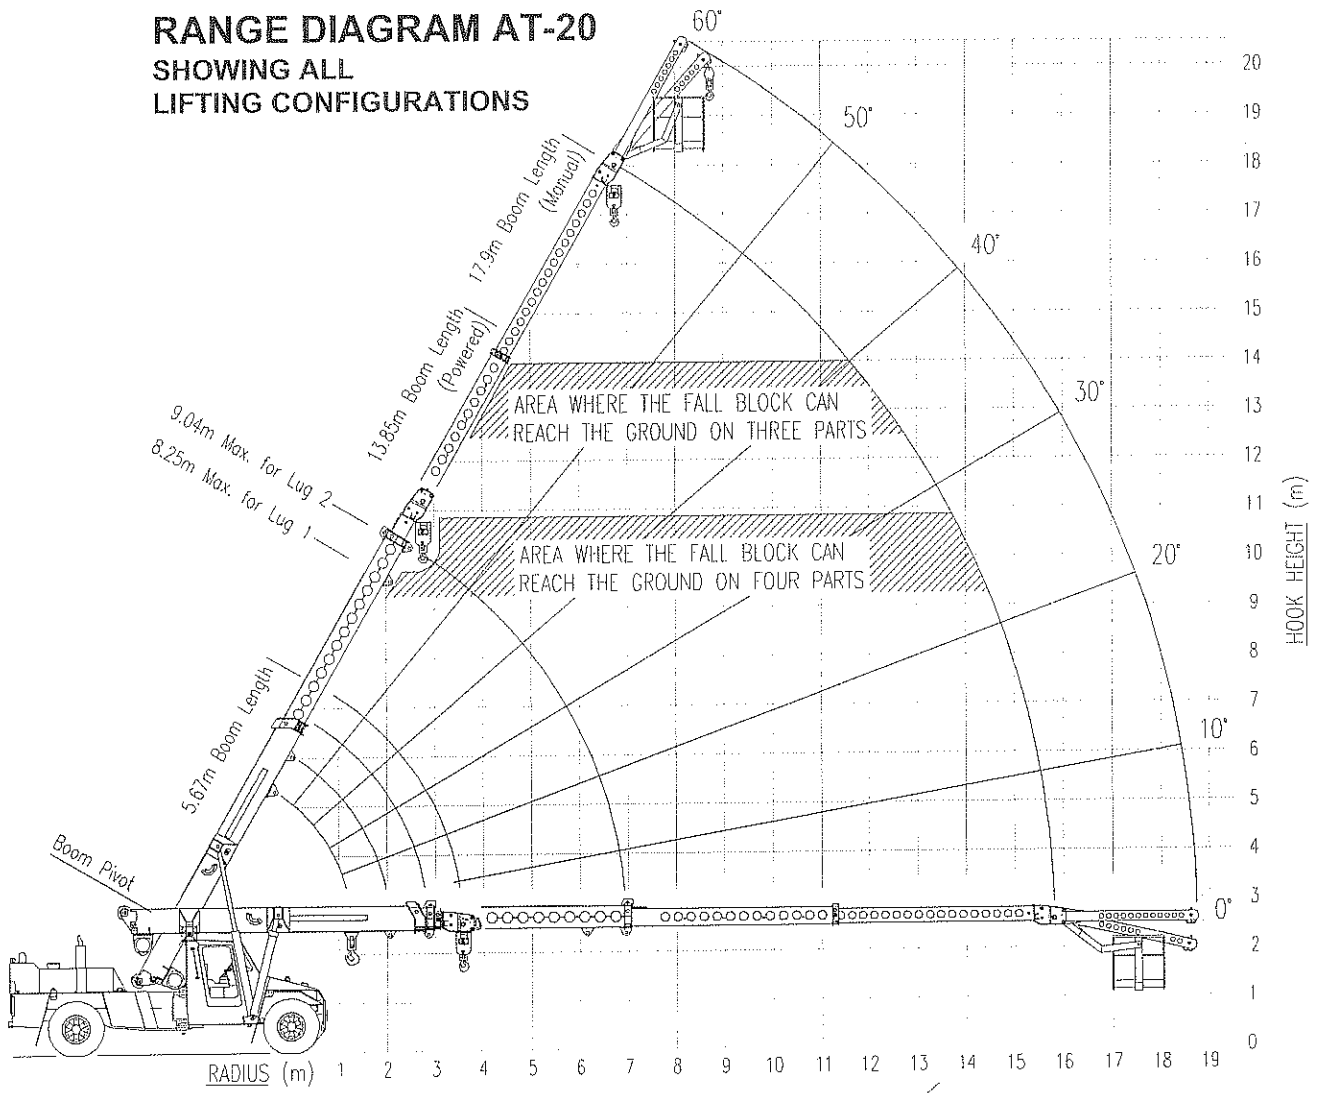 RANGE DIAGRAM AT-20
SHOWING ALL
LIFTING CONFIGURATIONS
60°
50°
40°
30°
20°
10°
0°
17.9m Boom Length
(Manual)
13.85m Boom Length
(Powered)
9.04m Max. for Lug 2
8.25m Max. for Lug 1
5.67m Boom Length
Boom Pivot
AREA WHERE THE FALL BLOCK CAN
REACH THE GROUND ON THREE PARTS
AREA WHERE THE FALL BLOCK CAN
REACH THE GROUND ON FOUR PARTS
20
19
18
17
16
15
14
13
12
11
10
9
8
7
6
5
4
3
2
1
0
HOOK HEIGHT (m)
RADIUS (m) 1 2 3 4 5 6 7 8 9 10 11 12 13 14 15 16 17 18 19